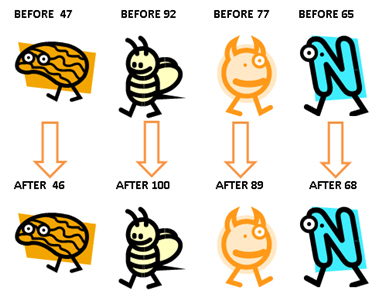 BEFORE 47
BEFORE 92
BEFORE 77
BEFORE 65
AFTER 46
AFTER 100
AFTER 89
AFTER 68